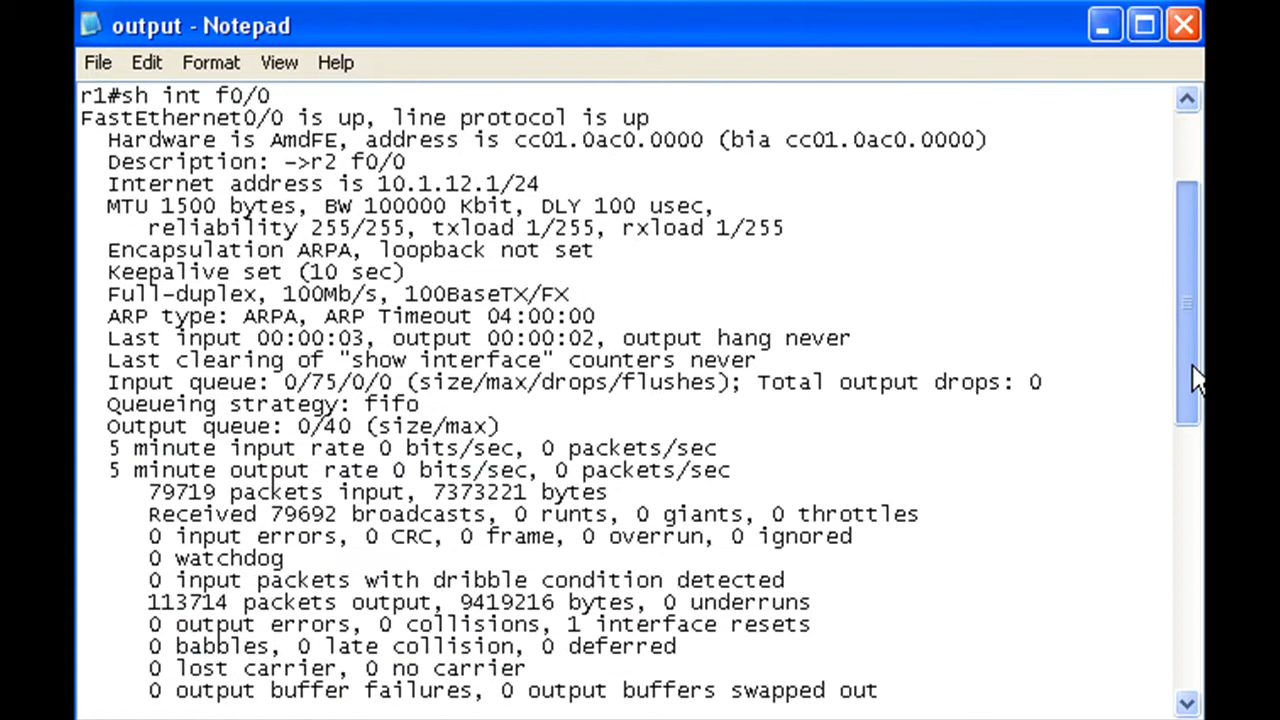 output - Notepad
File Edit Format View Help
r1#sh int f0/0
FastEthernet0/0 is up, line protocol is up
Hardware is AmdFE, address is cc01.0ac0.0000 (bia cc01.0ac0.0000)
Description: ->r2 f0/0
Internet address is 10.1.12.1/24
MTU 1500 bytes, BW 100000 Kbit, DLY 100 usec,
reliability 255/255, txload 1/255, rxload 1/255
Encapsulation ARPA, loopback not set
Keepalive set (10 sec)
Full-duplex, 100Mb/s, 100BaseTX/FX
ARP type: ARPA, ARP Timeout 04:00:00
Last input 00:00:03, output 00:00:02, output hang never
Last clearing of "show interface" counters never
Input queue: 0/75/0/0 (size/max/drops/flushes); Total output drops: 0
Queueing strategy: fifo
Output queue: 0/40 (size/max)
5 minute input rate 0 bits/sec, 0 packets/sec
5 minute output rate 0 bits/sec, 0 packets/sec
79719 packets input, 7373221 bytes
Received 79692 broadcasts, 0 runts, 0 giants, 0 throttles
0 input errors, 0 CRC, 0 frame, 0 overrun, 0 ignored
0 watchdog
0 input packets with dribble condition detected
113714 packets output, 9419216 bytes, 0 underruns
0 output errors, 0 collisions, 1 interface resets
0 babbles, 0 late collision, 0 deferred
0 lost carrier, 0 no carrier
0 output buffer failures, 0 output buffers swapped out